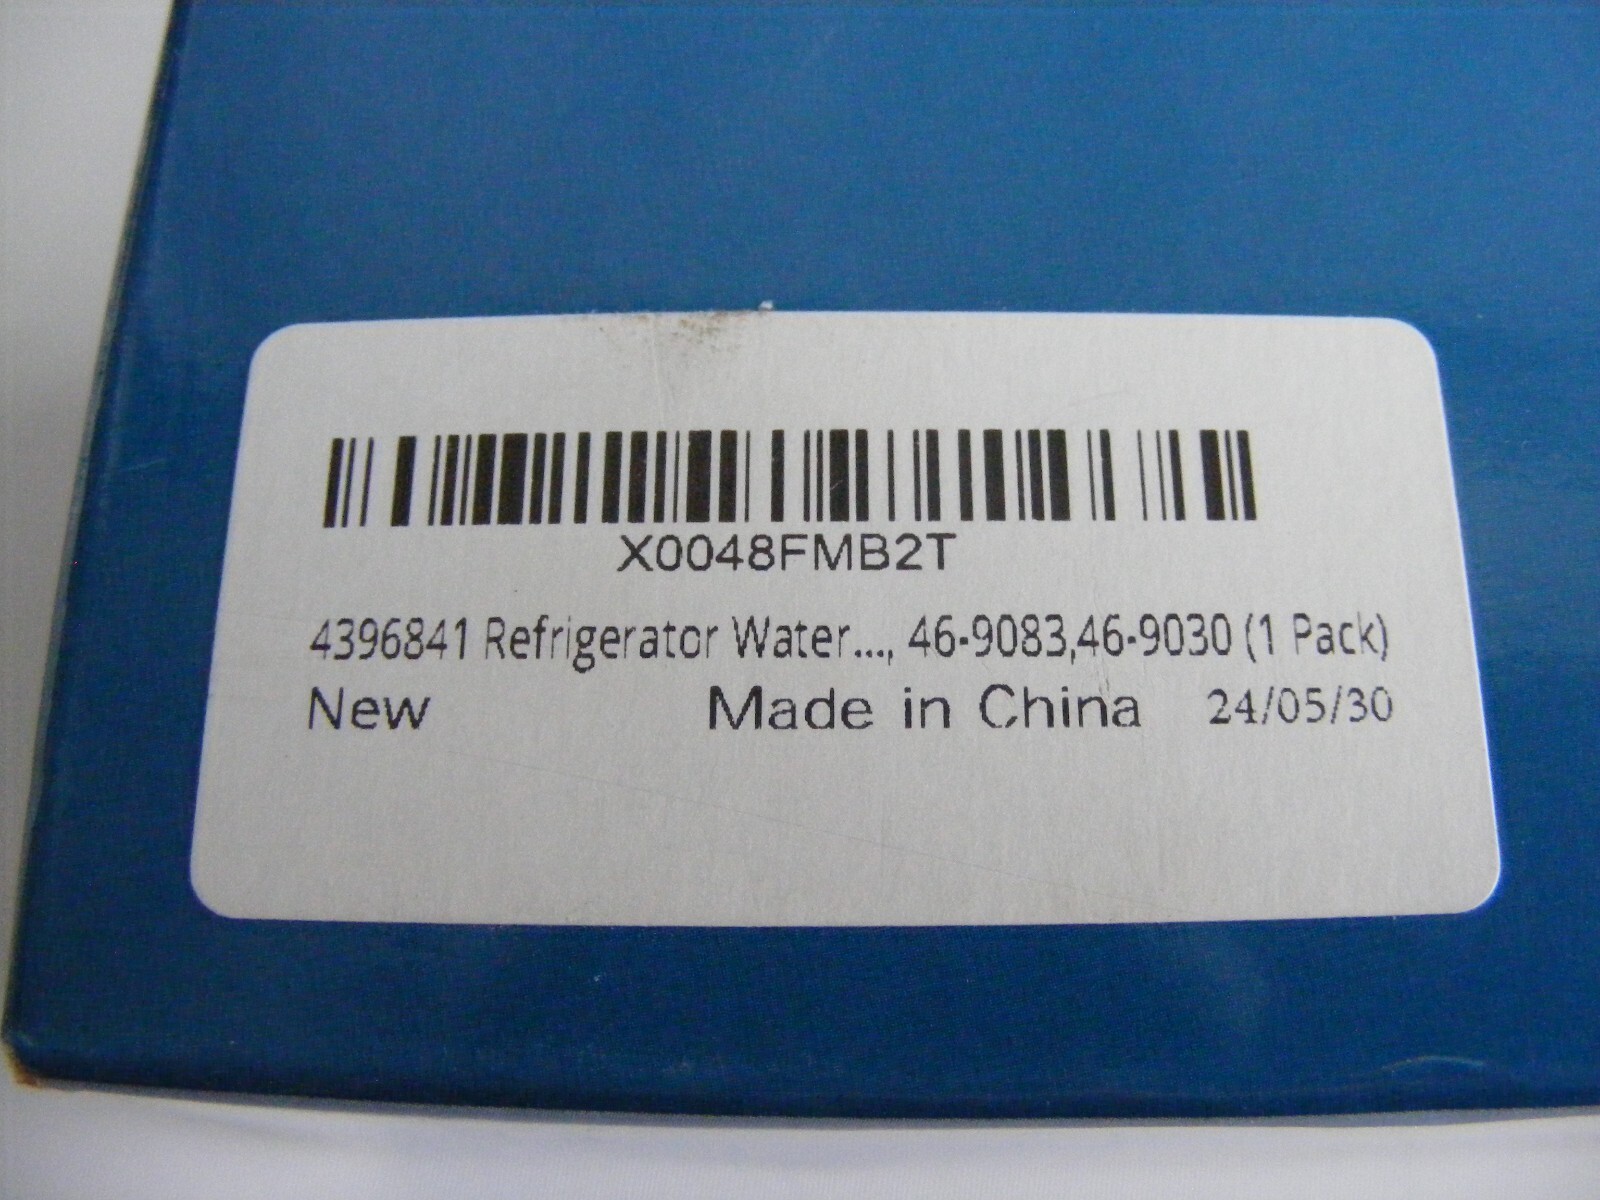 X0048FMB2T
4396841 Refrigerator Water..., 46-9083,46-9030 (1 Pack)
New Made in China 24/05/30